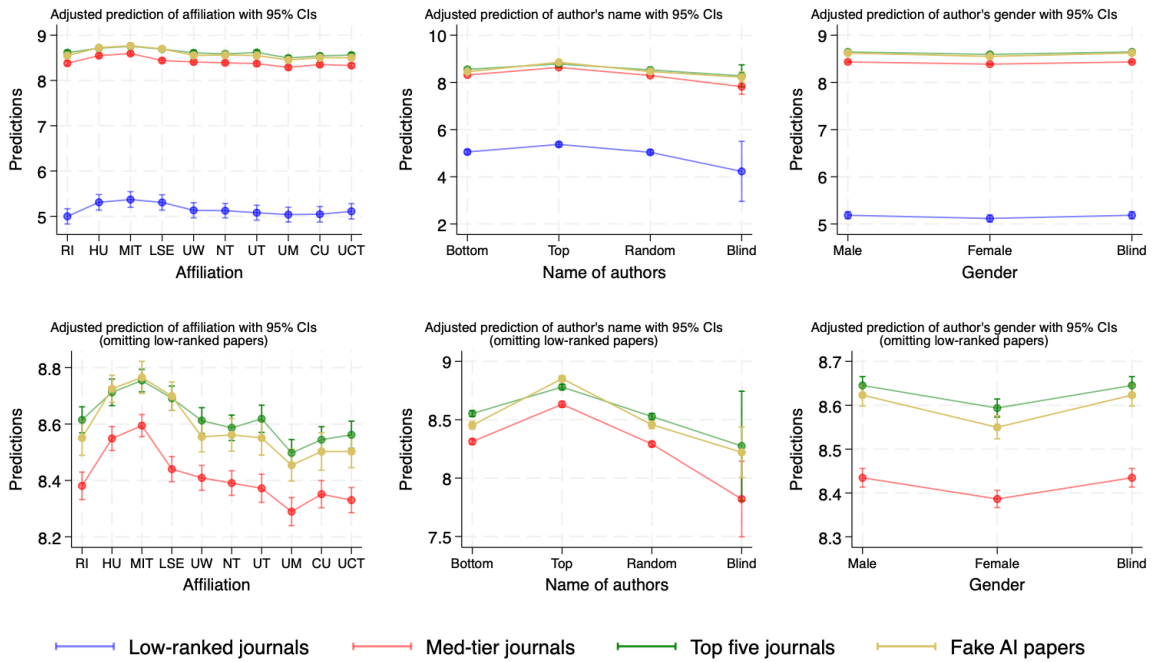 Adjusted prediction of affiliation with 95% CIs
9
8
7
6
5
Predictions
RI HU MIT LSE UW NT UT UM CU UCT
Affiliation
Adjusted prediction of author's name with 95% CIs
10
8
6
4
2
Predictions
Bottom Top Random Blind
Name of authors
Adjusted prediction of author's gender with 95% CIs
9
8
7
6
5
Predictions
Male Female Blind
Gender
Adjusted prediction of affiliation with 95% CIs
(omitting low-ranked papers)
8.8
8.6
8.4
8.2
Predictions
RI HU MIT LSE UW NT UT UM CU UCT
Affiliation
Adjusted prediction of author's name with 95% CIs
(omitting low-ranked papers)
9
8.5
8
7.5
Predictions
Bottom Top Random Blind
Name of authors
Adjusted prediction of author's gender with 95% CIs
(omitting low-ranked papers)
8.7
8.6
8.5
8.4
8.3
Predictions
Male Female Blind
Gender
Low-ranked journals Med-tier journals Top five journals Fake AI papers